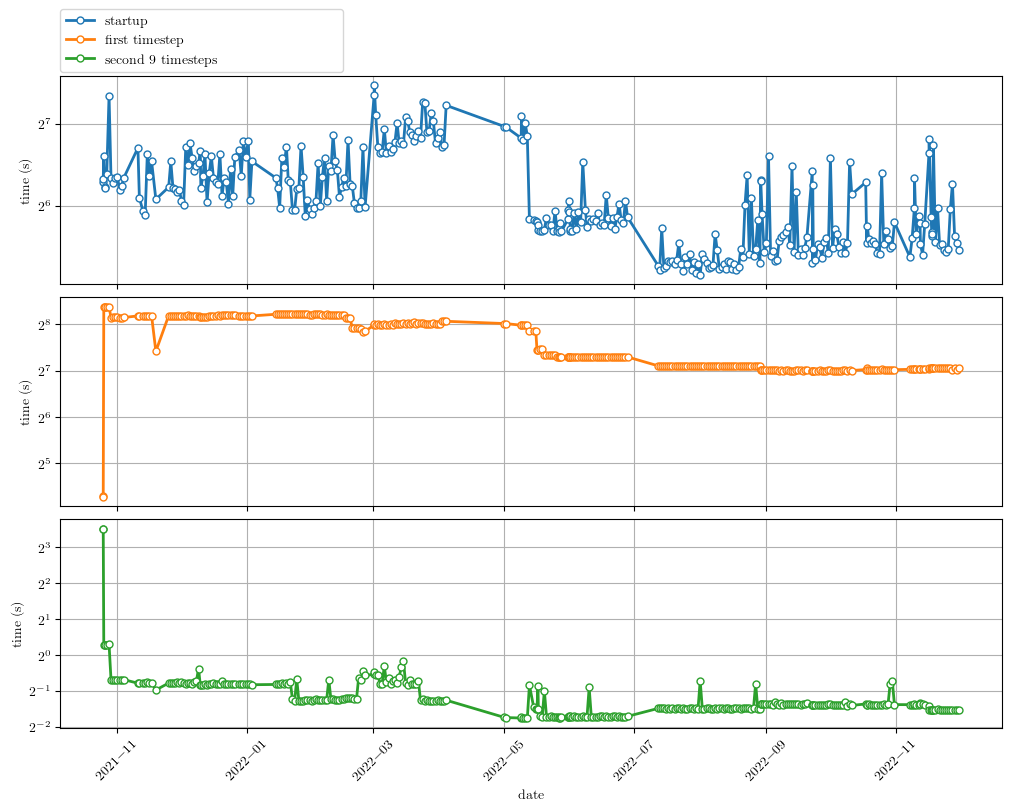 startup
first timestep
second 9 timesteps
2^7
2^6
time (s)
2^8
2^7
2^6
2^5
time (s)
2^3
2^2
2^1
2^0
2^−1
2^−2
time (s)
2021−11
2022−01
2022−03
2022−05
2022−07
2022−09
2022−11
date